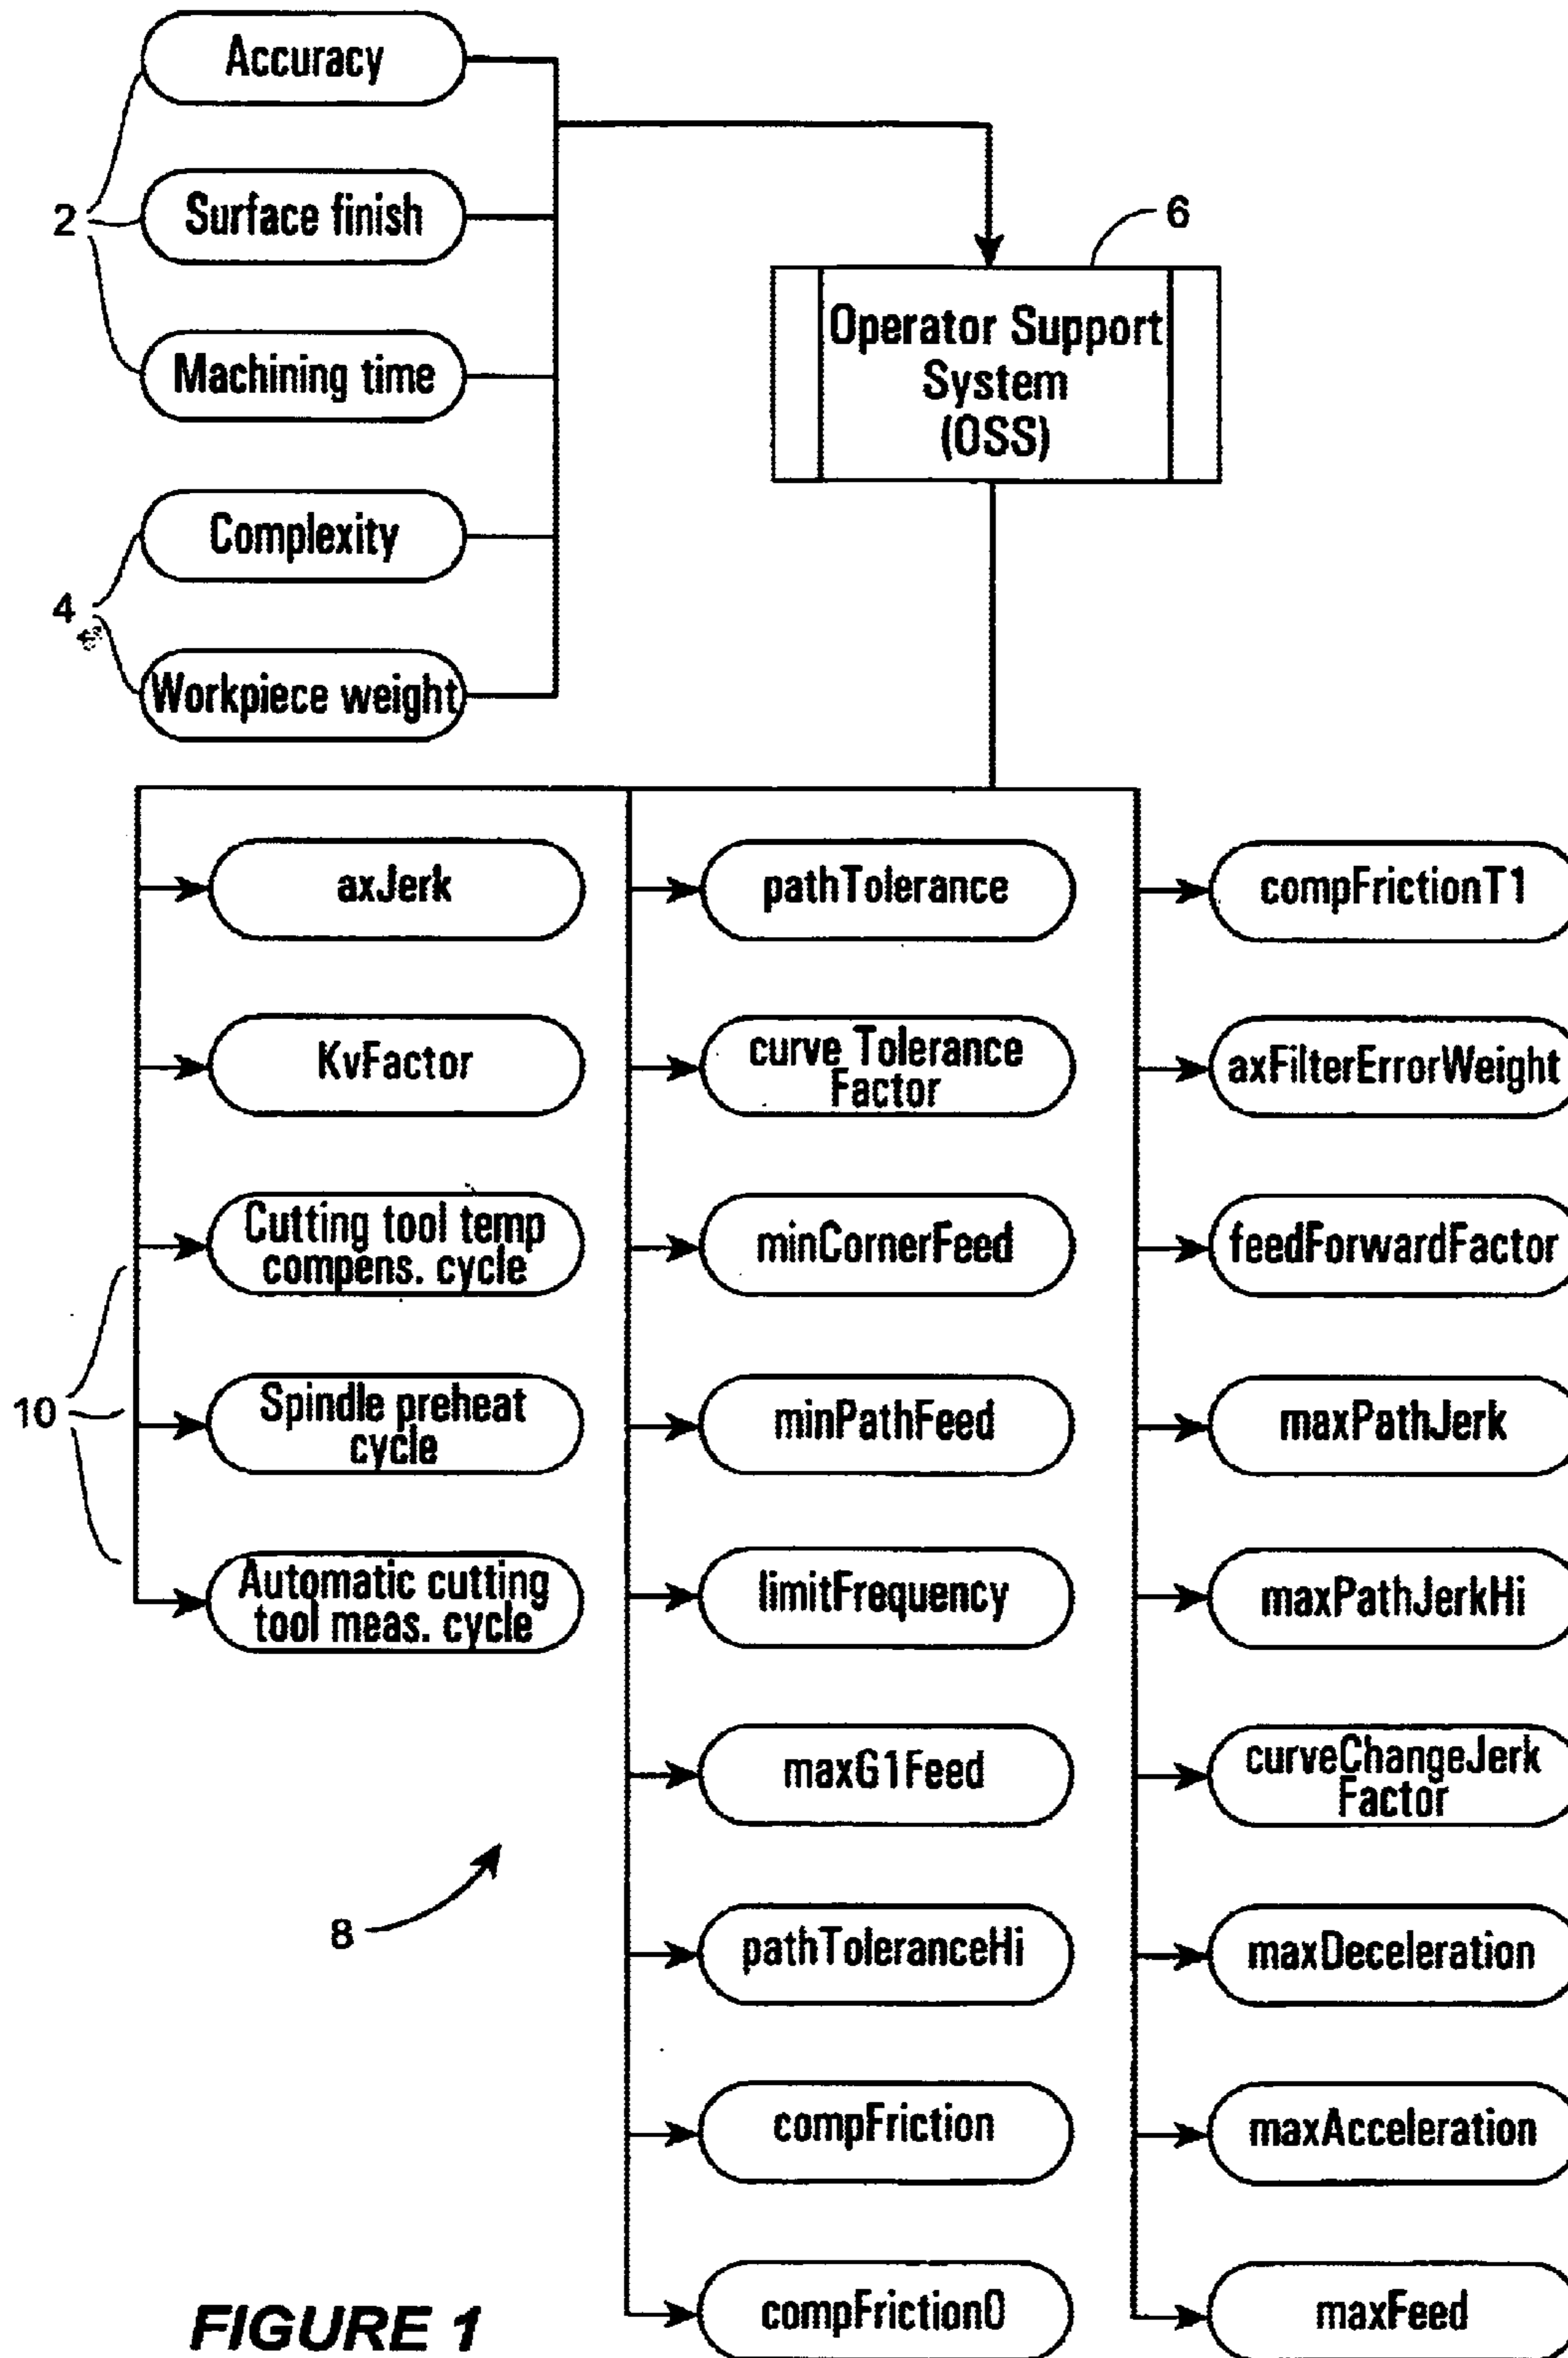 Accuracy
2
Surface finish
Machining time
Complexity
4
Workpiece weight
6
Operator Support
System
(OSS)
axJerk
KvFactor
Cutting tool temp
compens. cycle
10
Spindle preheat
cycle
Automatic cutting
tool meas. cycle
8
pathTolerance
curve Tolerance
Factor
minCornerFeed
minPathFeed
limitFrequency
maxG1Feed
pathToleranceHi
compFriction
compFriction0
compFrictionT1
axFilterErrorWeight
feedForwardFactor
maxPathJerk
maxPathJerkHi
curveChangeJerk
Factor
maxDeceleration
maxAcceleration
maxFeed
FIGURE 1